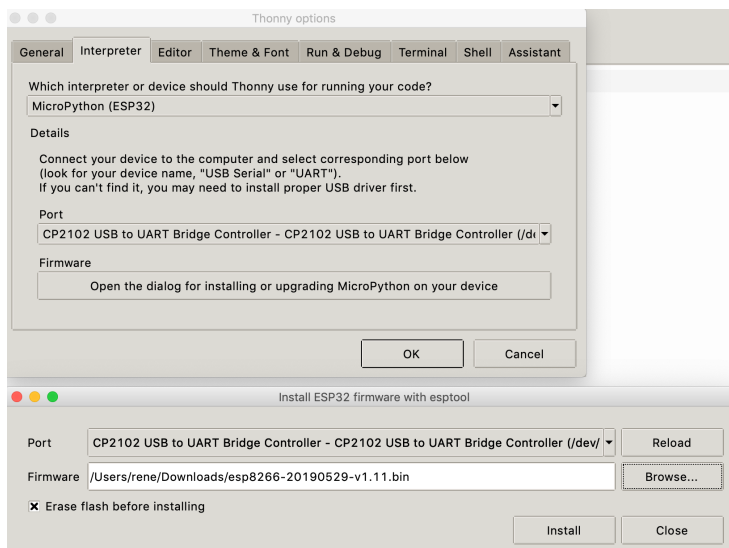 Thonny options
General Interpreter Editor Theme & Font Run & Debug Terminal Shell Assistant
Which interpreter or device should Thonny use for running your code?
MicroPython (ESP32)
Details
Connect your device to the computer and select corresponding port below
(look for your device name, "USB Serial" or "UART").
If you can't find it, you may need to install proper USB driver first.
Port
CP2102 USB to UART Bridge Controller - CP2102 USB to UART Bridge Controller (/de
Firmware
Open the dialog for installing or upgrading MicroPython on your device
OK Cancel
Install ESP32 firmware with esptool
Port CP2102 USB to UART Bridge Controller - CP2102 USB to UART Bridge Controller (/dev/ Reload
Firmware /Users/rene/Downloads/esp8266-20190529-v1.11.bin Browse...
Erase flash before installing
Install Close